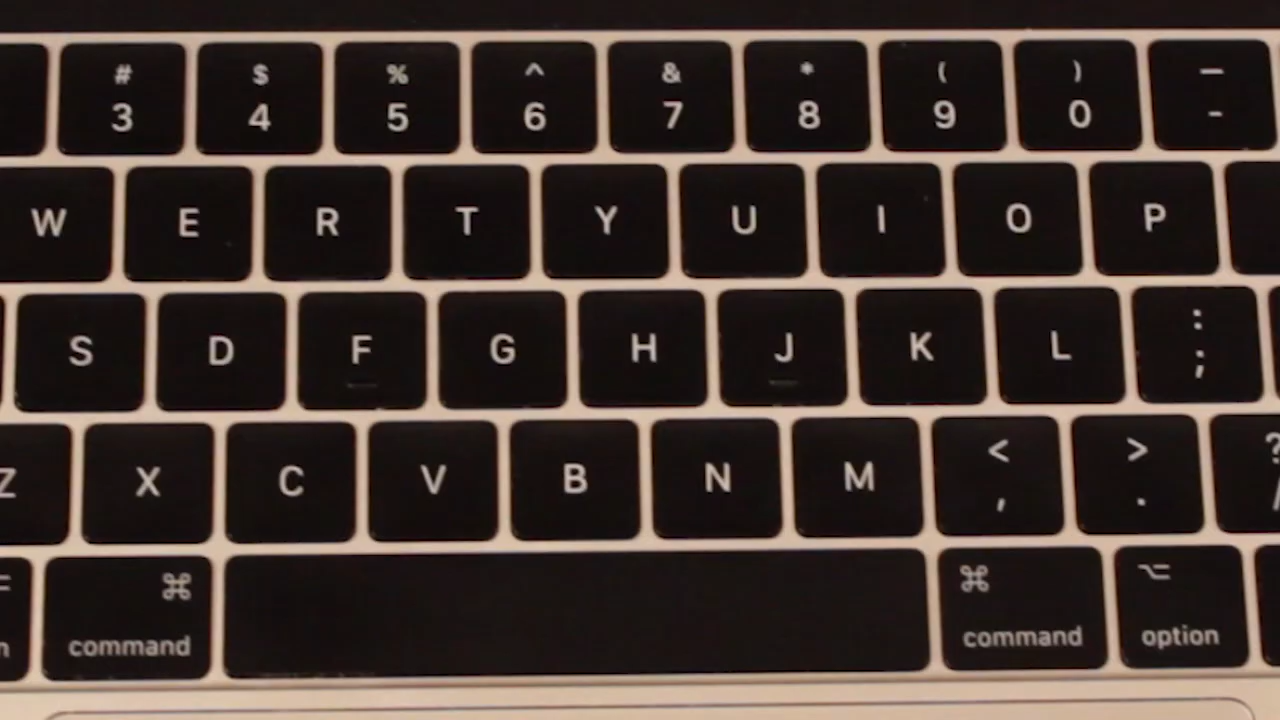 # $ % ^ & * ( ) —
3 4 5 6 7 8 9 0 -
W E R T Y U I O P
S D F G H J K L : ;
Z X C V B N M < , > . ? /
⌘ ⌘ ⌥
command command option